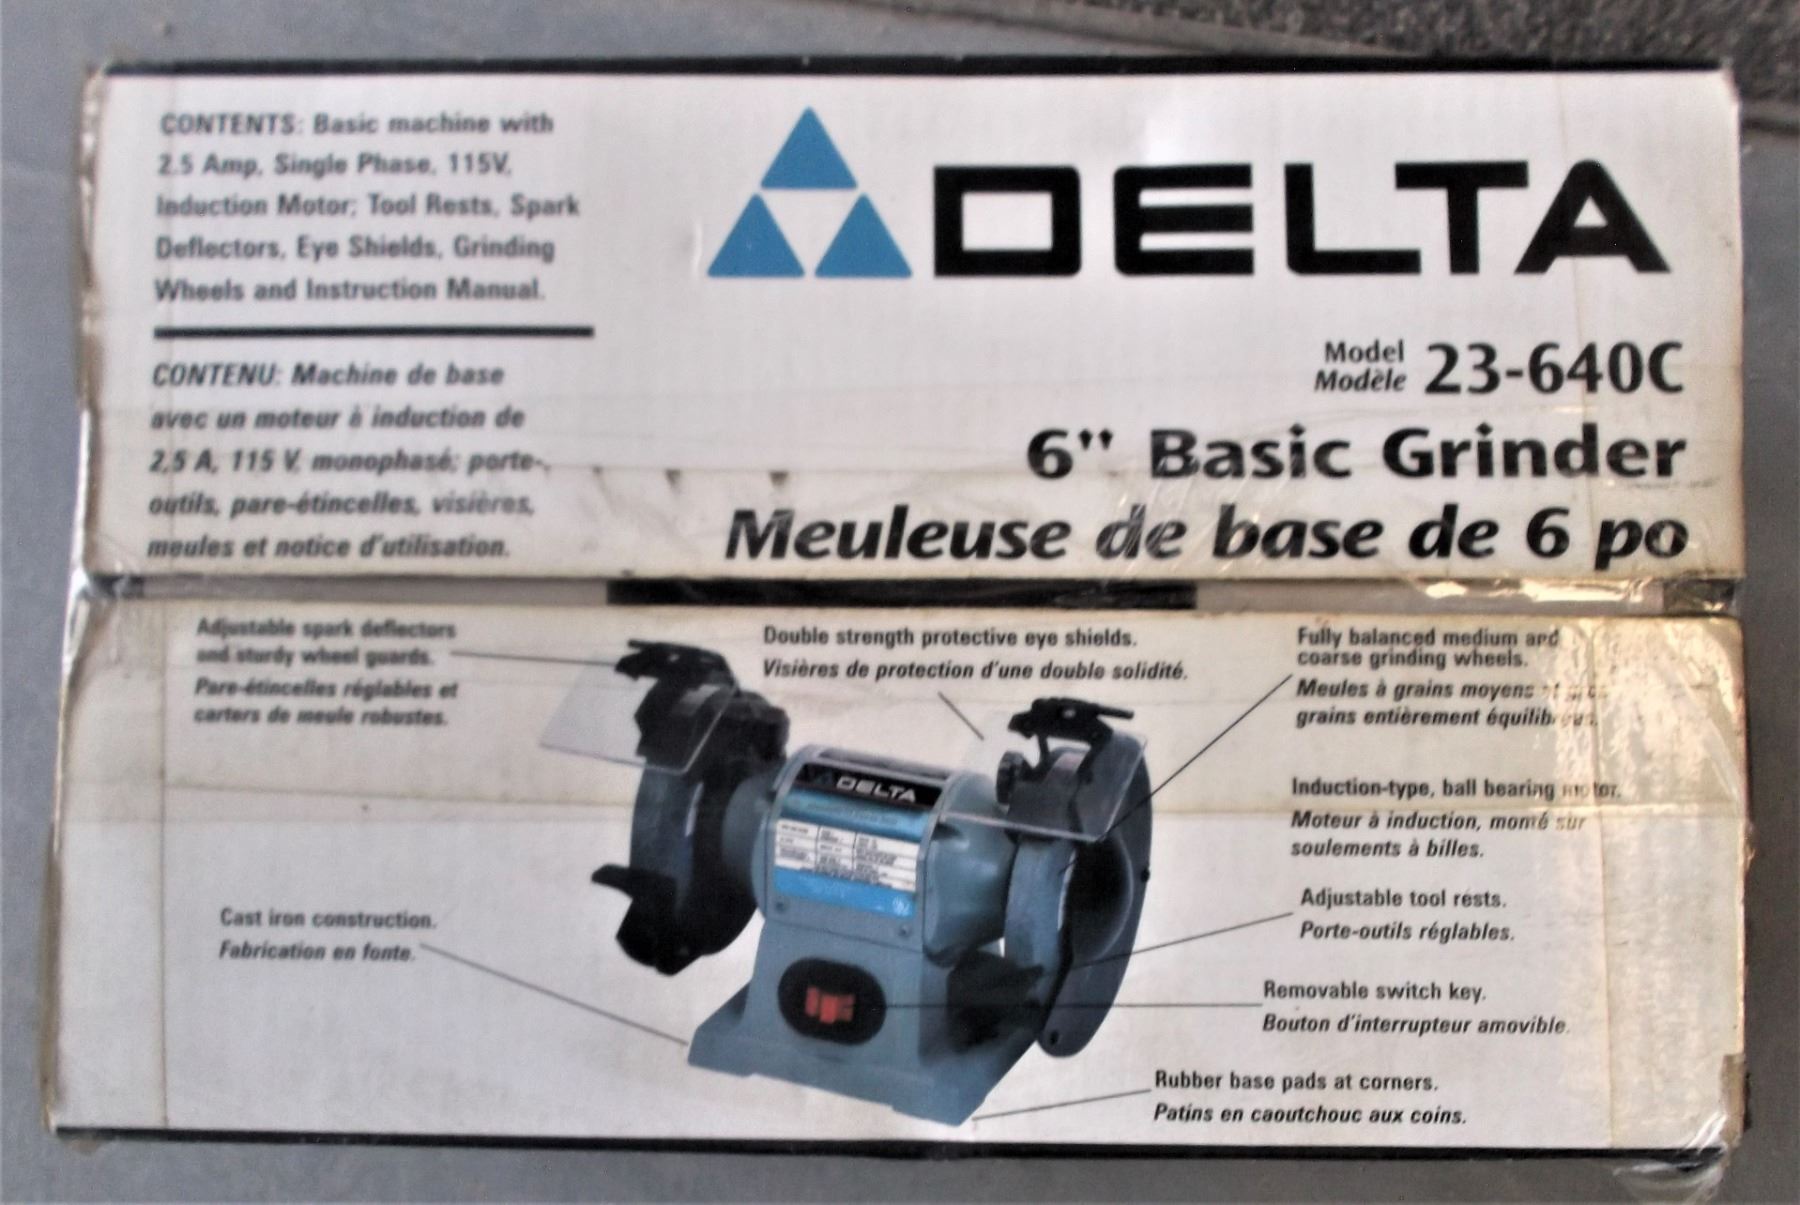 CONTENTS: Basic machine with
2.5 Amp, Single Phase, 115V,
Induction Motor; Tool Rests, Spark
Deflectors, Eye Shields, Grinding
Wheels and Instruction Manual.
CONTENU: Machine de base
avec un moteur à induction de
2,5 A, 115 V monophasé; porte-
outils, pare-étincelles, visières,
meules et notice d'utilisation.
DELTA
Model
Modèle
23-640C
6" Basic Grinder
Meuleuse de base de 6 po
Adjustable spark deflectors
and sturdy wheel guards.
Pare-étincelles réglables et
carters de meule robustes.
Double strength protective eye shields.
Visières de protection d'une double solidité.
Fully balanced medium and
coarse grinding wheels.
Meules à grains moyens et
grains entièrement
Induction-type, ball bearing motor.
Moteur à induction, monté sur
soulements à billes.
Adjustable tool rests.
Porte-outils réglables.
Removable switch key.
Bouton d'interrupteur amovible.
Rubber base pads at corners.
Patins en caoutchouc aux coins.
Cast iron construction.
Fabrication en fonte.
DELTA